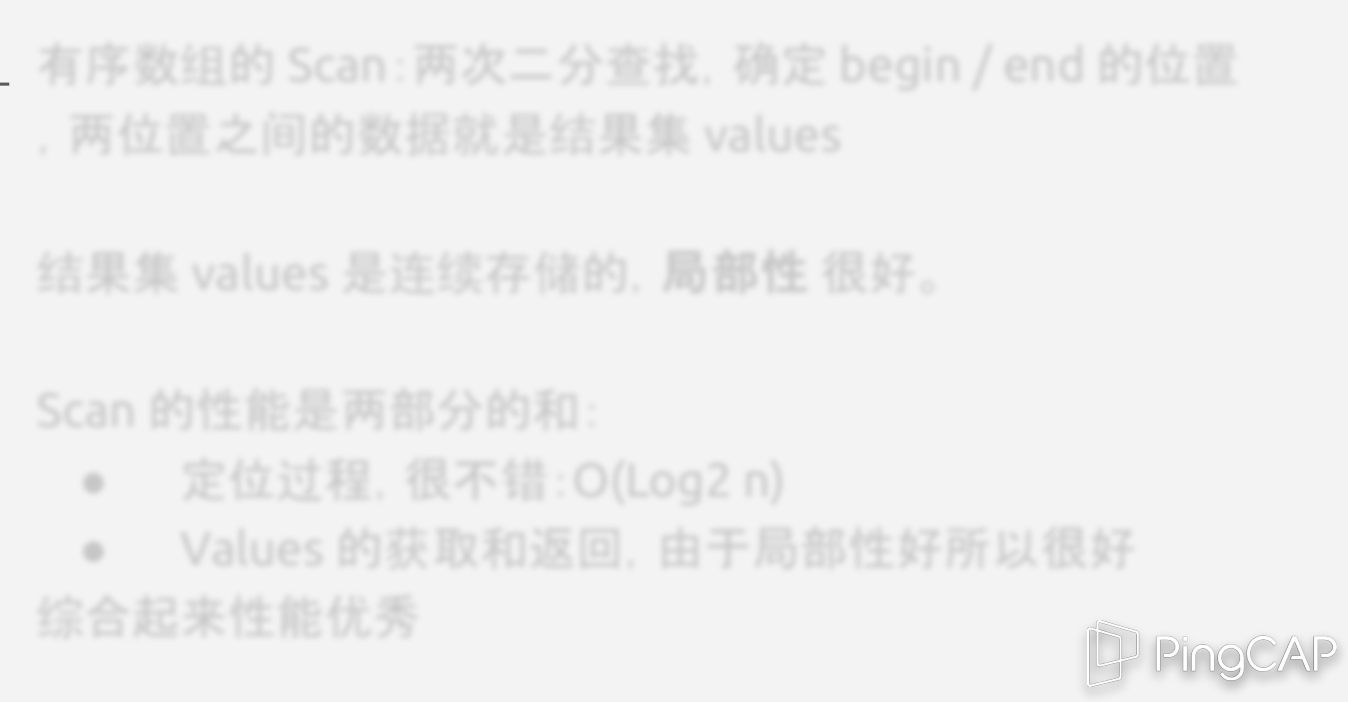 有序数组的 Scan：两次二分查找，确定 begin / end 的位置
，两位置之间的数据就是结果集 values
结果集 values 是连续存储的，局部性 很好。
Scan 的性能是两部分的和：
● 定位过程，很不错：O(Log2 n)
● Values 的获取和返回，由于局部性好所以很好
综合起来性能优秀
PingCAP